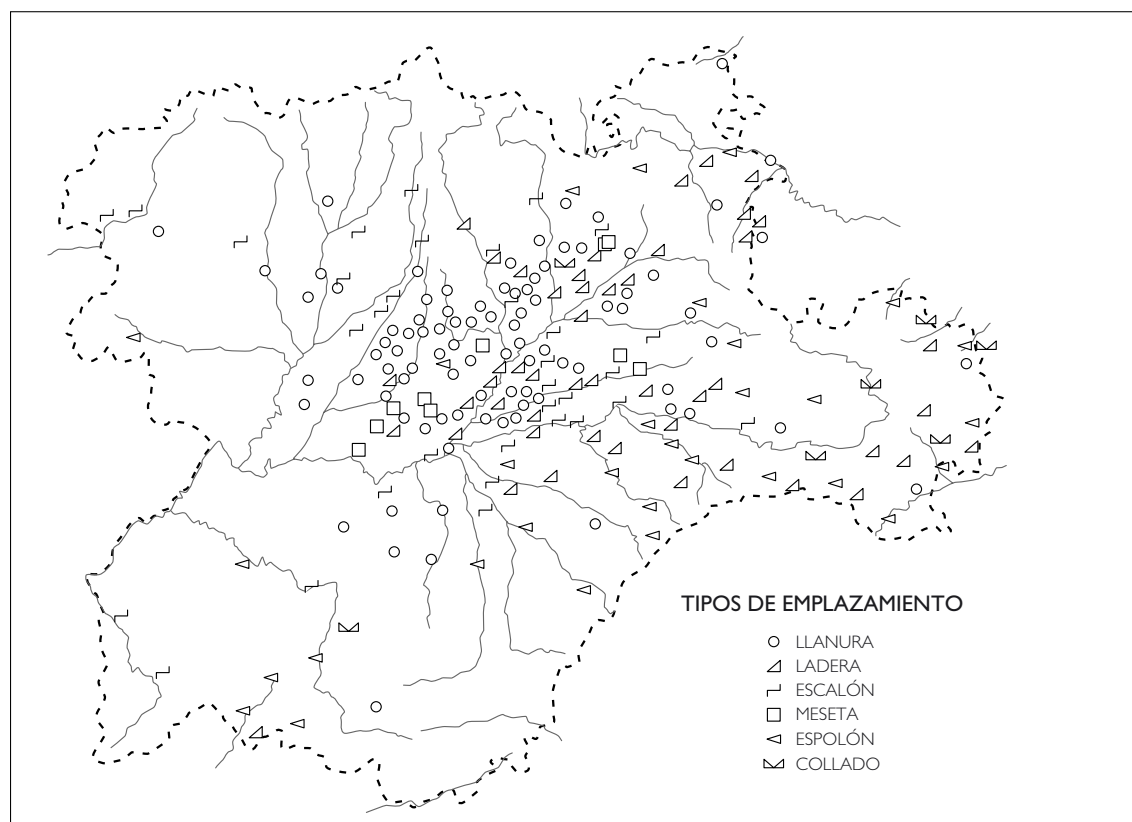 TIPOS DE EMPLAZAMIENTO
LLANURA
LADERA
ESCALÓN
MESETA
ESPOLÓN
COLLADO